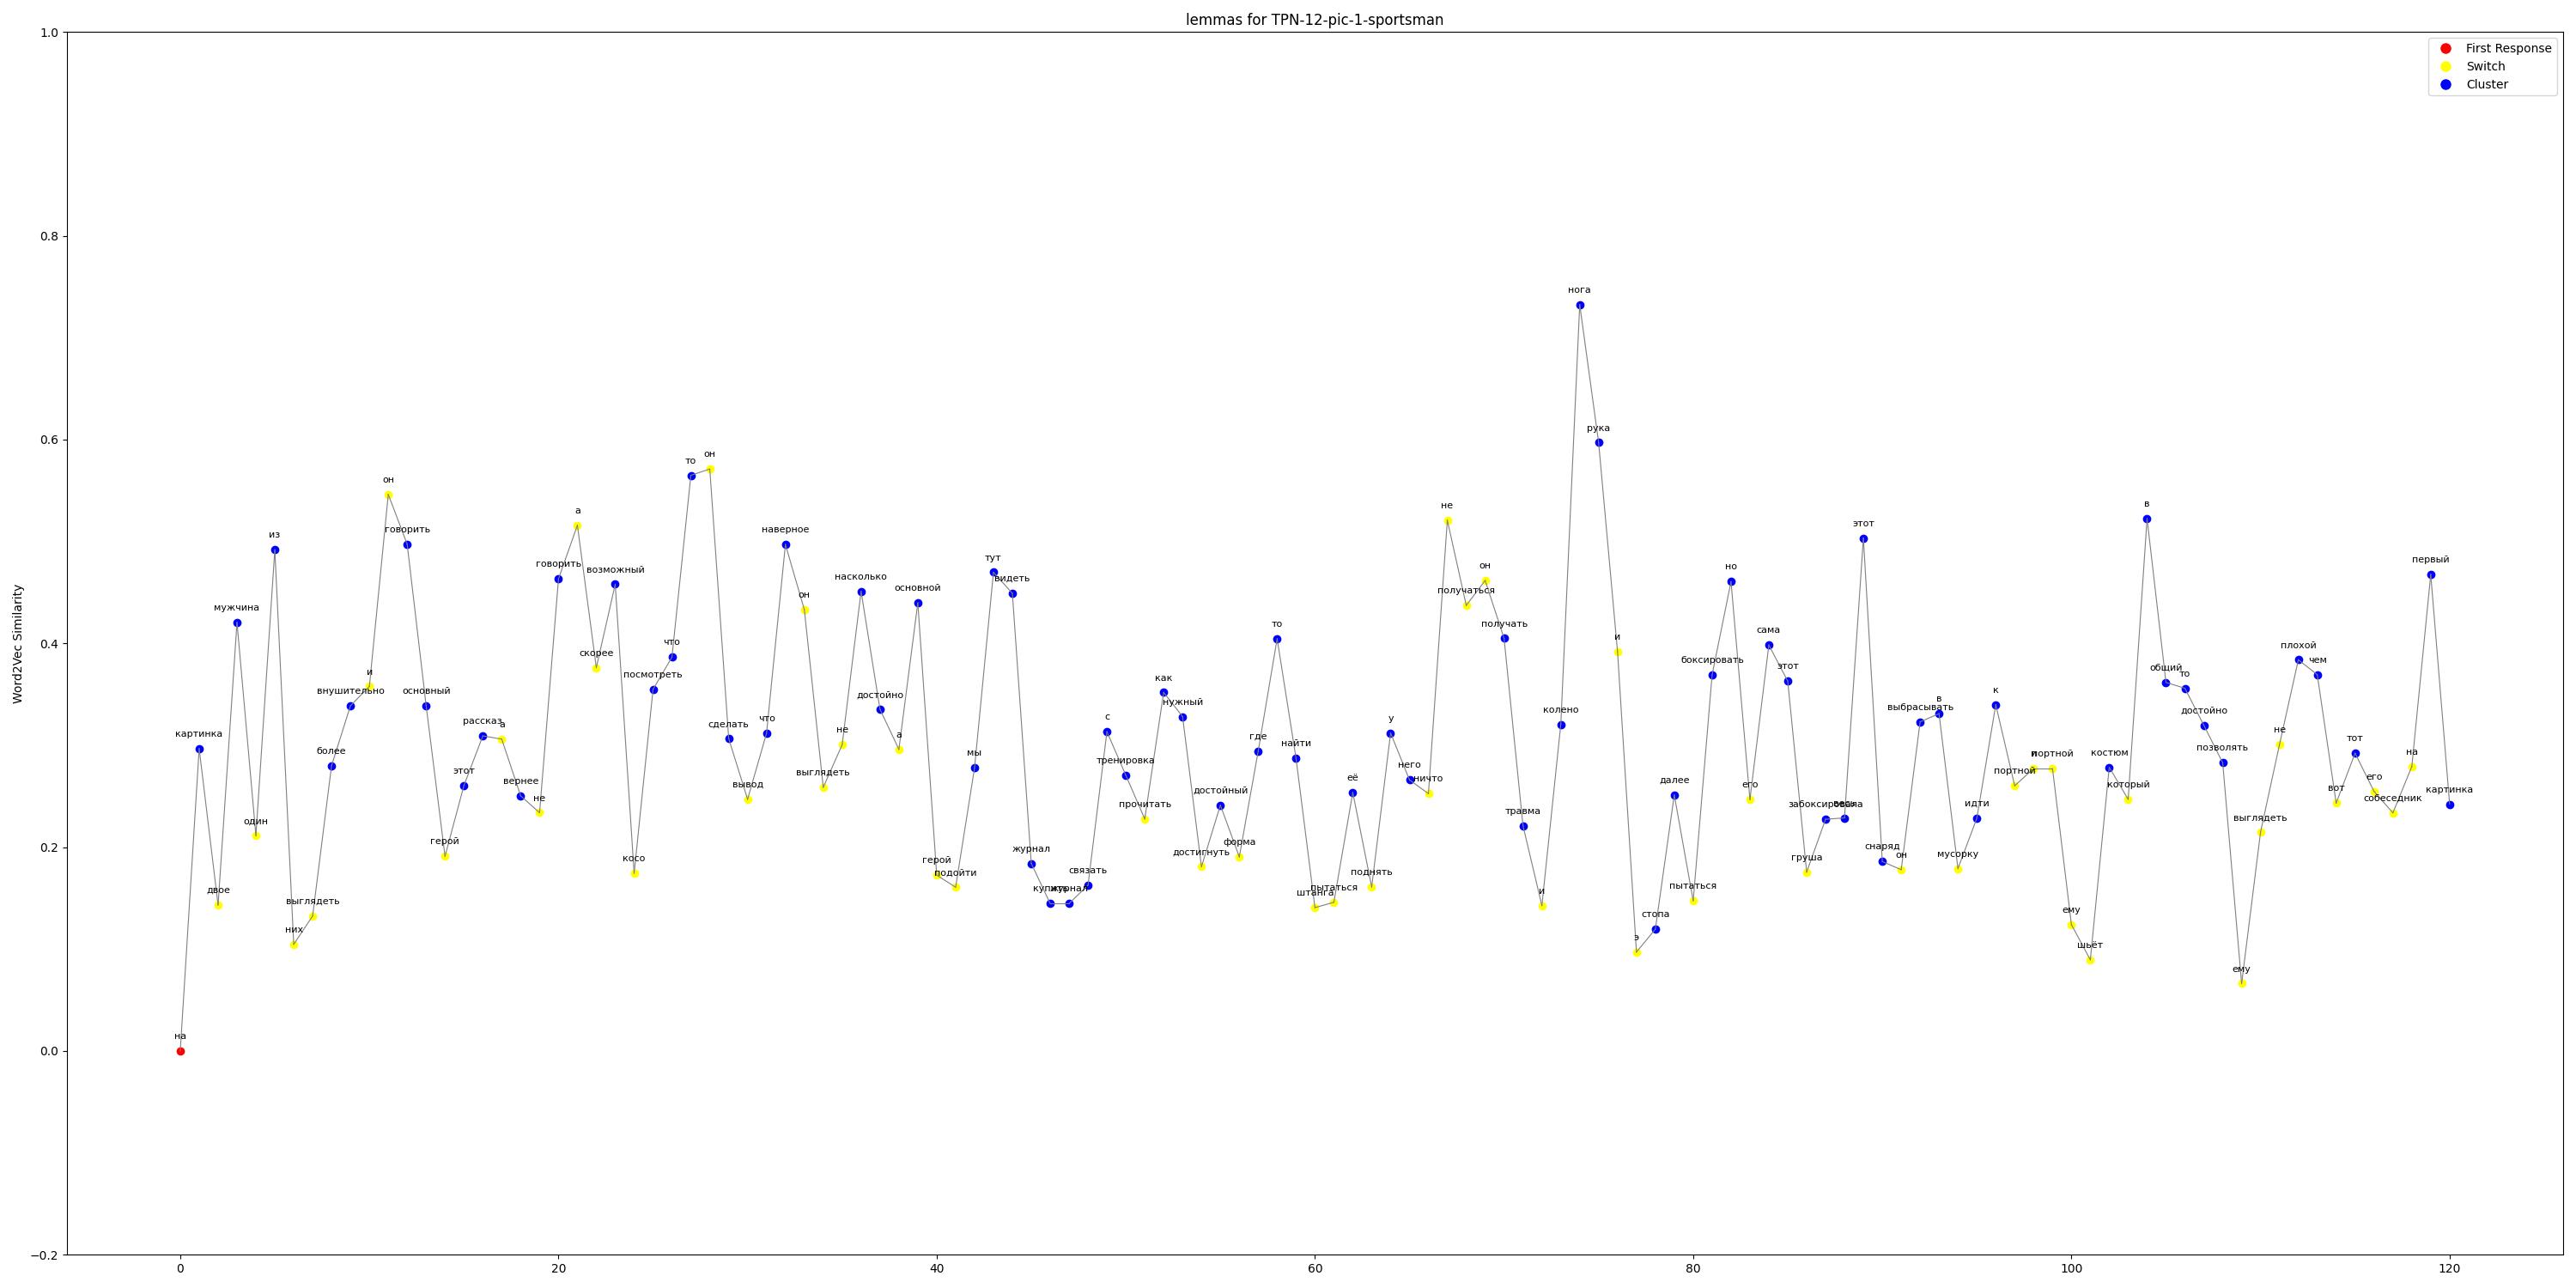 lemmas for TPN-12-pic-1-sportsman
First Response
Switch
Cluster
Word2Vec Similarity
1.0
0.8
0.6
0.4
0.2
0.0
−0.2
0
20
40
60
80
100
120
на
картинка
двое
мужчина
один
из
них
выглядеть
более
внушительно
и
он
говорить
основный
герой
этот
рассказ
а
вернее
не
говорить
а
скорее
возможный
косо
посмотреть
что
то
он
сделать
вывод
что
наверное
он
выглядеть
не
насколько
достойно
а
основной
герой
подойти
мы
тут
видеть
журнал
купить
журнал
связать
с
тренировка
прочитать
как
нужный
достигнуть
достойный
форма
где
то
найти
штанга
пытаться
её
поднять
у
него
ничто
не
получаться
он
получать
травма
и
колено
нога
рука
и
э
стопа
далее
пытаться
боксировать
но
его
сама
этот
груша
забоксировала
этот
снаряд
он
выбрасывать
в
мусорку
идти
к
портной
и
портной
ему
шьёт
костюм
который
в
общий
то
достойно
позволять
ему
выглядеть
не
плохой
чем
вот
тот
его
собеседник
на
первый
картинка